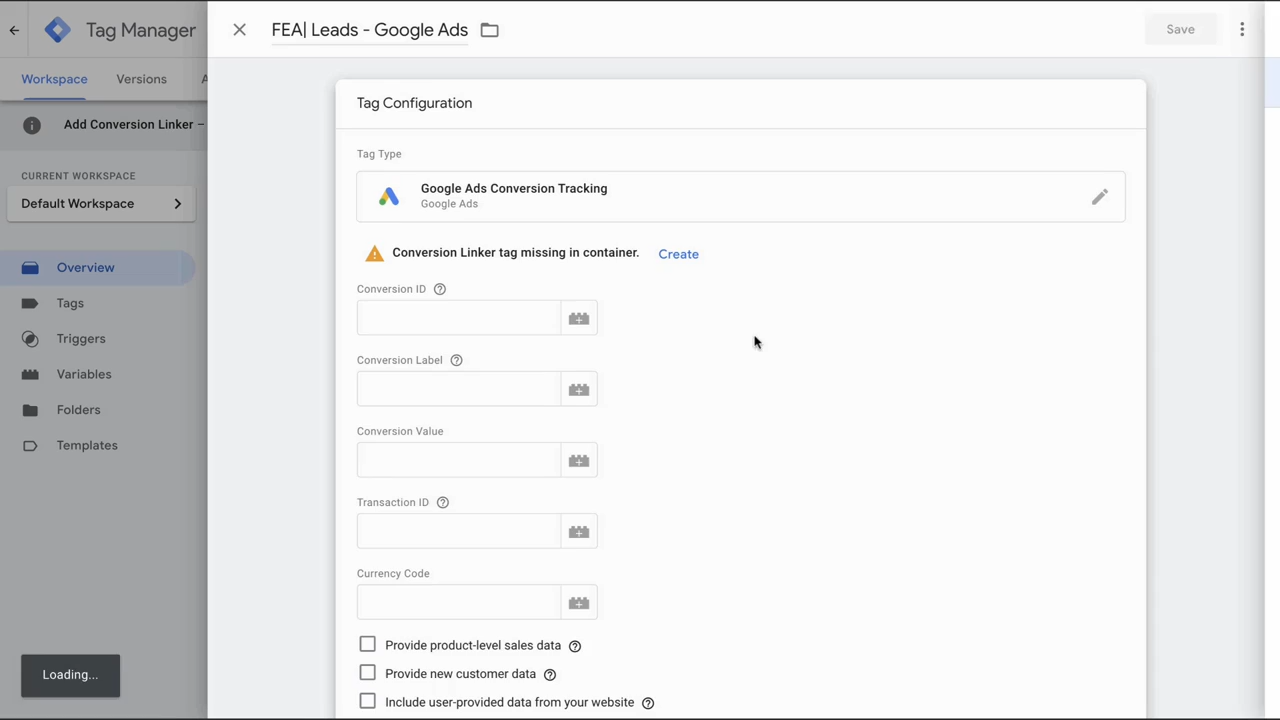 Tag Manager
FEA| Leads - Google Ads
Save
Workspace
Versions
A
Add Conversion Linker –
CURRENT WORKSPACE
Default Workspace
Overview
Tags
Triggers
Variables
Folders
Templates
Loading...
Tag Configuration
Tag Type
Google Ads Conversion Tracking
Google Ads
Conversion Linker tag missing in container. Create
Conversion ID
Conversion Label
Conversion Value
Transaction ID
Currency Code
Provide product-level sales data
Provide new customer data
Include user-provided data from your website